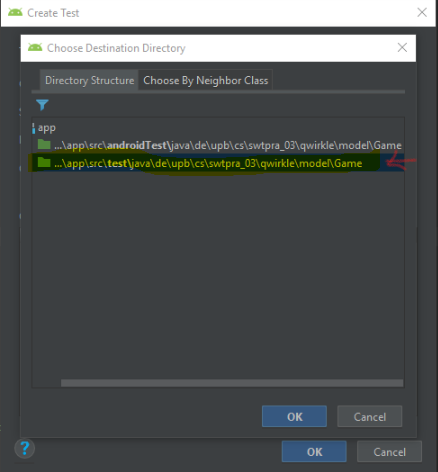 Create Test
Choose Destination Directory
Directory Structure Choose By Neighbor Class
app
...\app\src\androidTest\java\de\upb\cs\swtpra_03\qwirkle\model\Game
...\app\src\test\java\de\upb\cs\swtpra_03\qwirkle\model\Game
OK Cancel
? OK Cancel